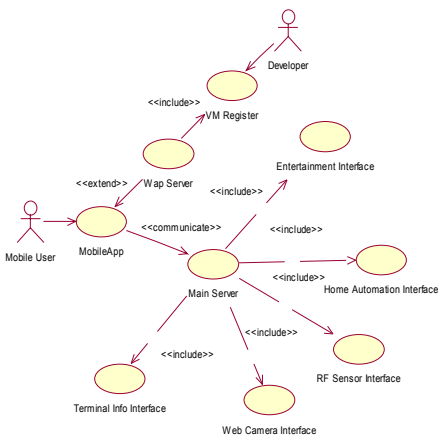 Developer
<<include>>
VM Register
Entertainment Interface
<<extend>>
Wap Server
<<include>>
<<communicate>>
<<include>>
Mobile User
MobileApp
<<include>>
Main Server
Home Automation Interface
<<include>>
<<include>>
RF Sensor Interface
Terminal Info Interface
Web Camera Interface